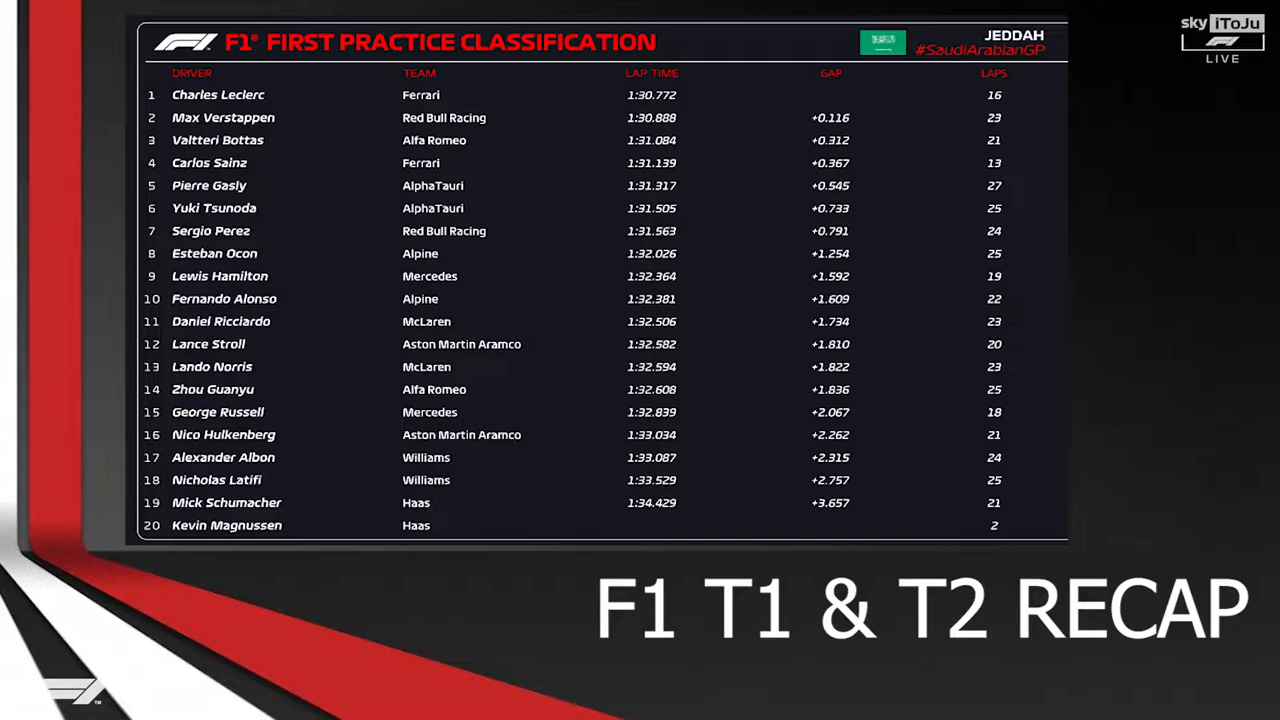 sky iToJu
F1
LIVE
F1 F1® FIRST PRACTICE CLASSIFICATION
JEDDAH
#SaudiArabianGP
DRIVER TEAM LAP TIME GAP LAPS
1 Charles Leclerc Ferrari 1:30.772 16
2 Max Verstappen Red Bull Racing 1:30.888 +0.116 23
3 Valtteri Bottas Alfa Romeo 1:31.084 +0.312 21
4 Carlos Sainz Ferrari 1:31.139 +0.367 13
5 Pierre Gasly AlphaTauri 1:31.317 +0.545 27
6 Yuki Tsunoda AlphaTauri 1:31.505 +0.733 25
7 Sergio Perez Red Bull Racing 1:31.563 +0.791 24
8 Esteban Ocon Alpine 1:32.026 +1.254 25
9 Lewis Hamilton Mercedes 1:32.364 +1.592 19
10 Fernando Alonso Alpine 1:32.381 +1.609 22
11 Daniel Ricciardo McLaren 1:32.506 +1.734 23
12 Lance Stroll Aston Martin Aramco 1:32.582 +1.810 20
13 Lando Norris McLaren 1:32.594 +1.822 23
14 Zhou Guanyu Alfa Romeo 1:32.608 +1.836 25
15 George Russell Mercedes 1:32.839 +2.067 18
16 Nico Hulkenberg Aston Martin Aramco 1:33.034 +2.262 21
17 Alexander Albon Williams 1:33.087 +2.315 24
18 Nicholas Latifi Williams 1:33.529 +2.757 25
19 Mick Schumacher Haas 1:34.429 +3.657 21
20 Kevin Magnussen Haas 2
F1 T1 & T2 RECAP
F1